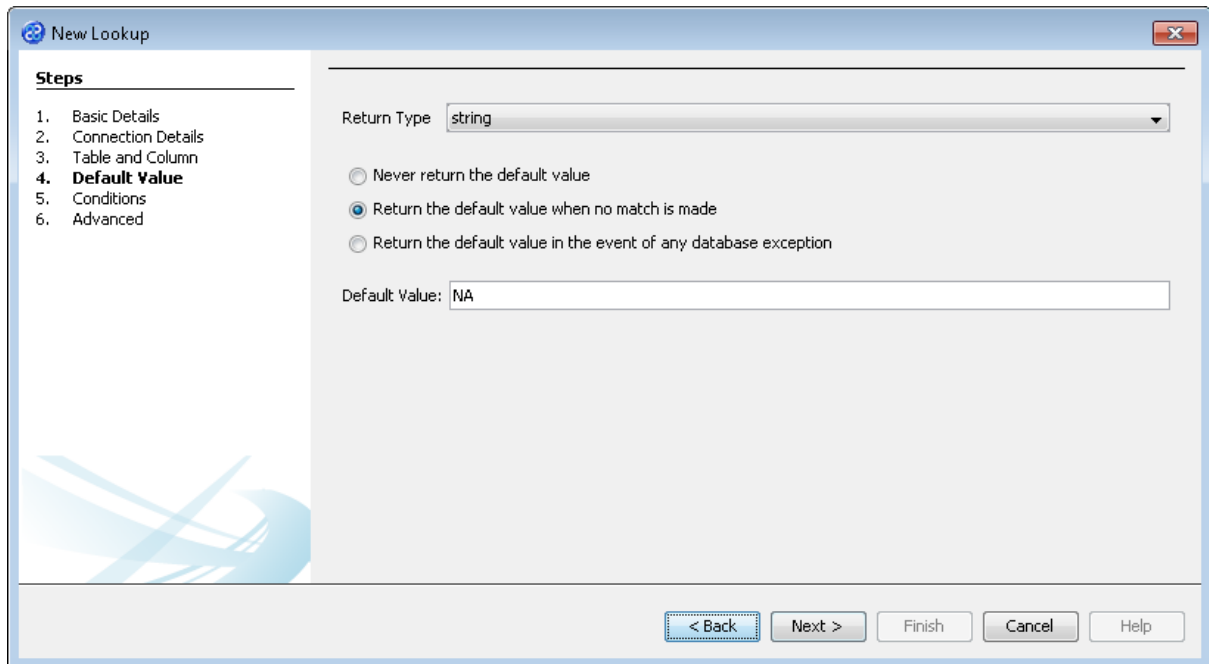 New Lookup
Steps
1. Basic Details
2. Connection Details
3. Table and Column
4. Default Value
5. Conditions
6. Advanced
Return Type string
Never return the default value
Return the default value when no match is made
Return the default value in the event of any database exception
Default Value: NA
< Back Next > Finish Cancel Help